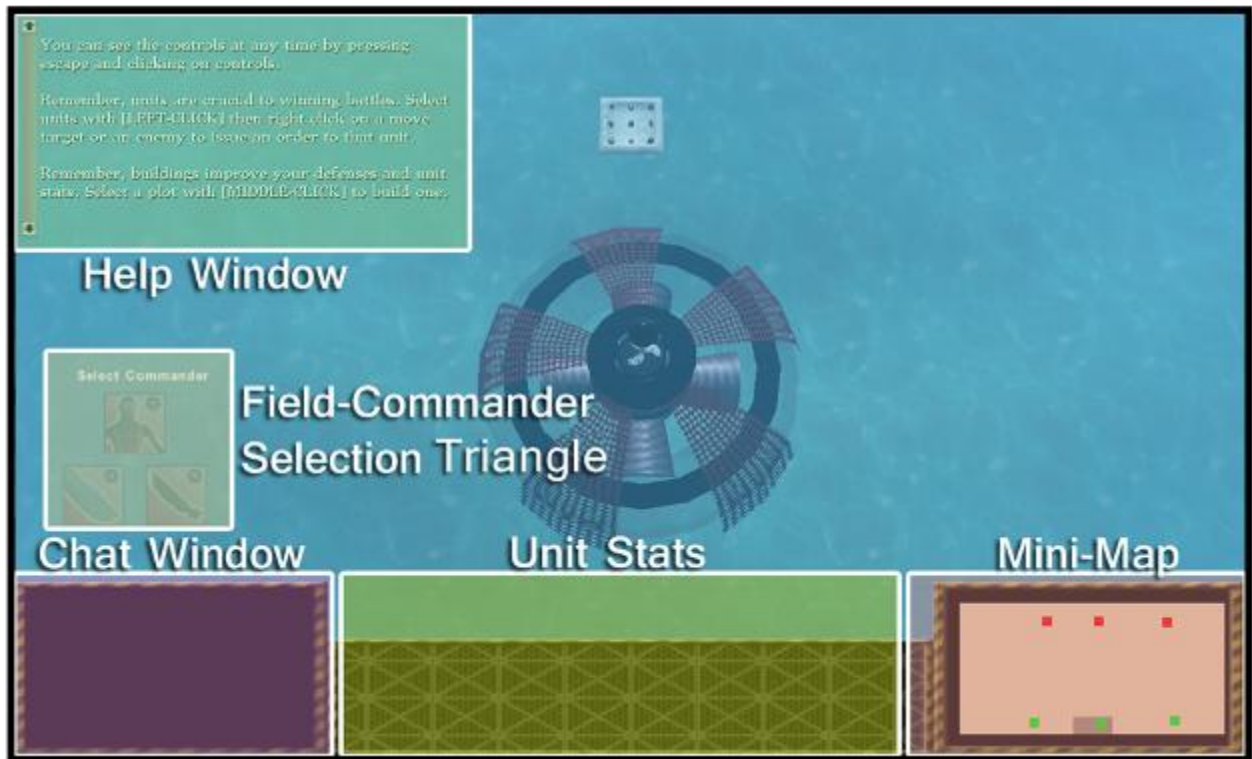 You can see the controls at any time by pressing
escape and clicking on controls.
Remember, units are crucial to winning battles. Select
units with [LEFT-CLICK] then right click on a move
target or an enemy to issue an order to that unit.
Remember, buildings improve your defenses and unit
stats. Select a plot with [MIDDLE-CLICK] to build one.
Help Window
Select Commander
Field-Commander
Selection Triangle
Chat Window
Unit Stats
Mini-Map